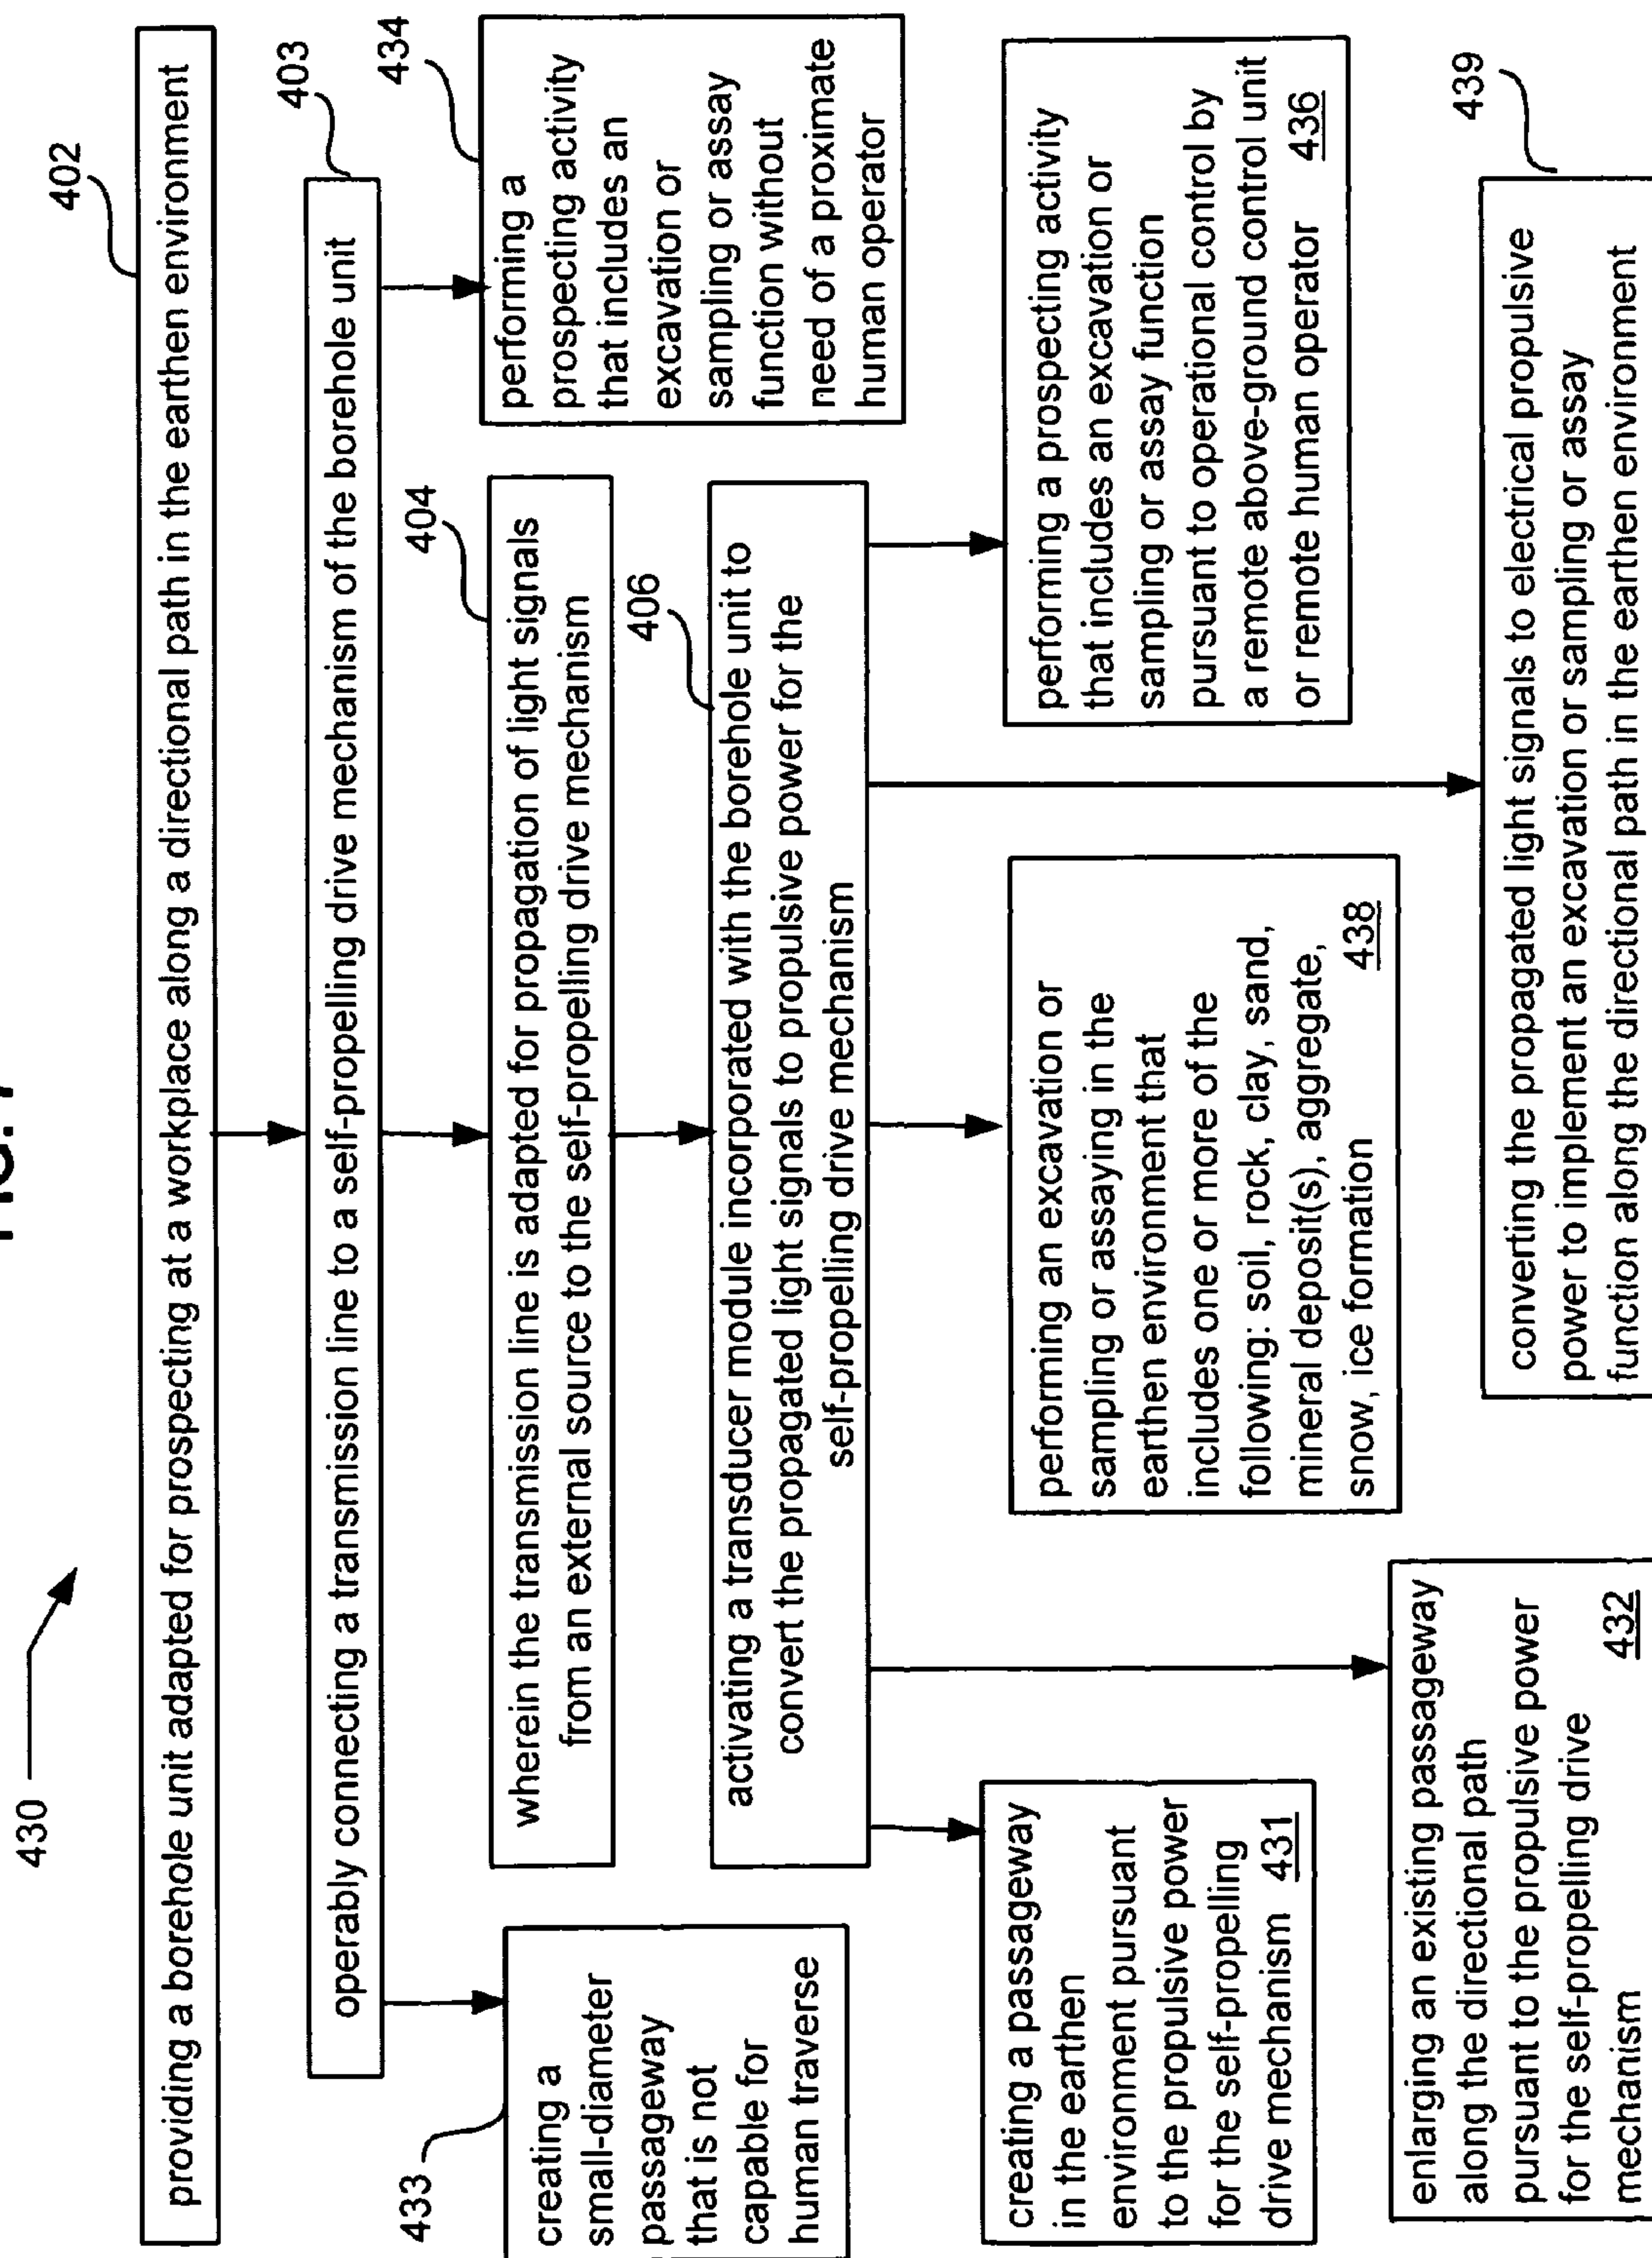 430
402
providing a borehole unit adapted for prospecting at a workplace along a directional path in the earthen environment
403
operably connecting a transmission line to a self-propelling drive mechanism of the borehole unit
433
creating a
small-diameter
passageway
that is not
capable for
human traverse
404
wherein the transmission line is adapted for propagation of light signals
from an external source to the self-propelling drive mechanism
434
performing a
prospecting activity
that includes an
excavation or
sampling or assay
function without
need of a proximate
human operator
406
activating a transducer module incorporated with the borehole unit to
convert the propagated light signals to propulsive power for the
self-propelling drive mechanism
creating a passageway
in the earthen
environment pursuant
to the propulsive power
for the self-propelling
drive mechanism 431
performing an excavation or
sampling or assaying in the
earthen environment that
includes one or more of the
following: soil, rock, clay, sand,
mineral deposit(s), aggregate,
snow, ice formation 438
performing a prospecting activity
that includes an excavation or
sampling or assay function
pursuant to operational control by
a remote above-ground control unit
or remote human operator 436
enlarging an existing passageway
along the directional path
pursuant to the propulsive power
for the self-propelling drive
mechanism 432
439
converting the propagated light signals to electrical propulsive
power to implement an excavation or sampling or assay
function along the directional path in the earthen environment